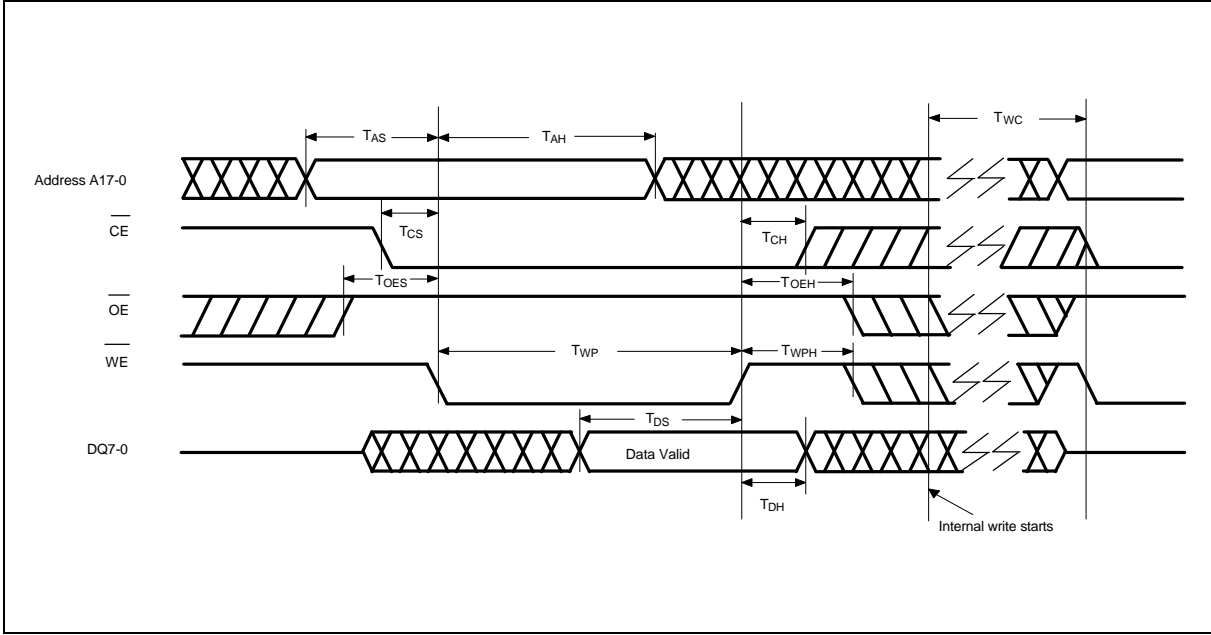 TWC
TAS
TAH
Address A17-0
CE
TCS
TCH
TOES
TOEH
OE
TWP
TWPH
WE
TDS
DQ7-0
Data Valid
TDH
Internal write starts